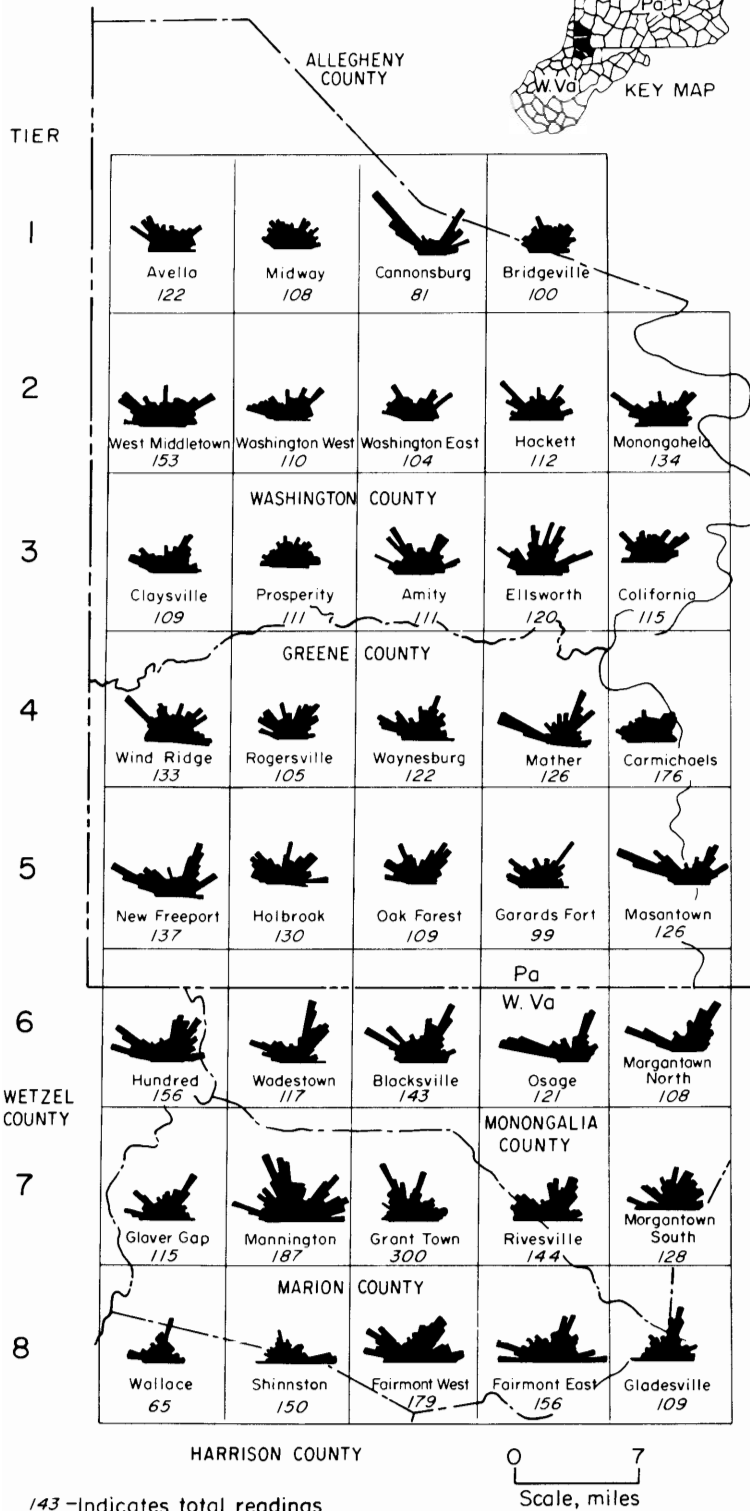 Pa.
W. Va
KEY MAP
ALLEGHENY
COUNTY
TIER
1
Avella
122
Midway
108
Cannonsburg
81
Bridgeville
100
2
West Middletown
153
Washington West
110
Washington East
104
Hackett
112
Monongahela
134
WASHINGTON COUNTY
3
Claysville
109
Prosperity
111
Amity
111
Ellsworth
120
California
115
GREENE COUNTY
4
Wind Ridge
133
Rogersville
105
Waynesburg
122
Mather
126
Carmichaels
176
5
New Freeport
137
Holbroak
130
Oak Forest
109
Garards Fort
99
Masantown
126
Pa
W. Va
6
Hundred
156
Wadestown
117
Blacksville
143
Osage
121
Margantawn
North
108
WETZEL
COUNTY
MONONGALIA
COUNTY
7
Glaver Gap
115
Mannington
187
Grant Town
300
Rivesville
144
Morgantown
South
128
MARION COUNTY
8
Wallace
65
Shinnston
150
Fairmont West
179
Fairmont East
156
Gladesville
109
HARRISON COUNTY
0 7
Scale, miles
143 –Indicates total readings